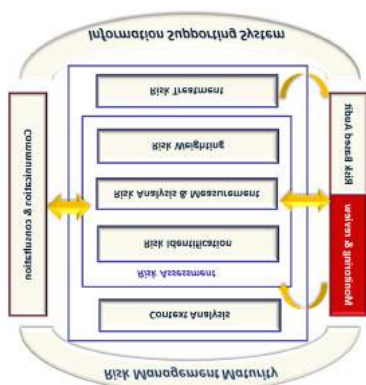 Risk Management Maturity
Context Analysis
Risk Assessment
Risk Identification
Risk Analysis & Measurement
Risk Weighting
Risk Treatment
Communication & consultation
Monitoring & review
Risk Based Audit
Information Supporting System